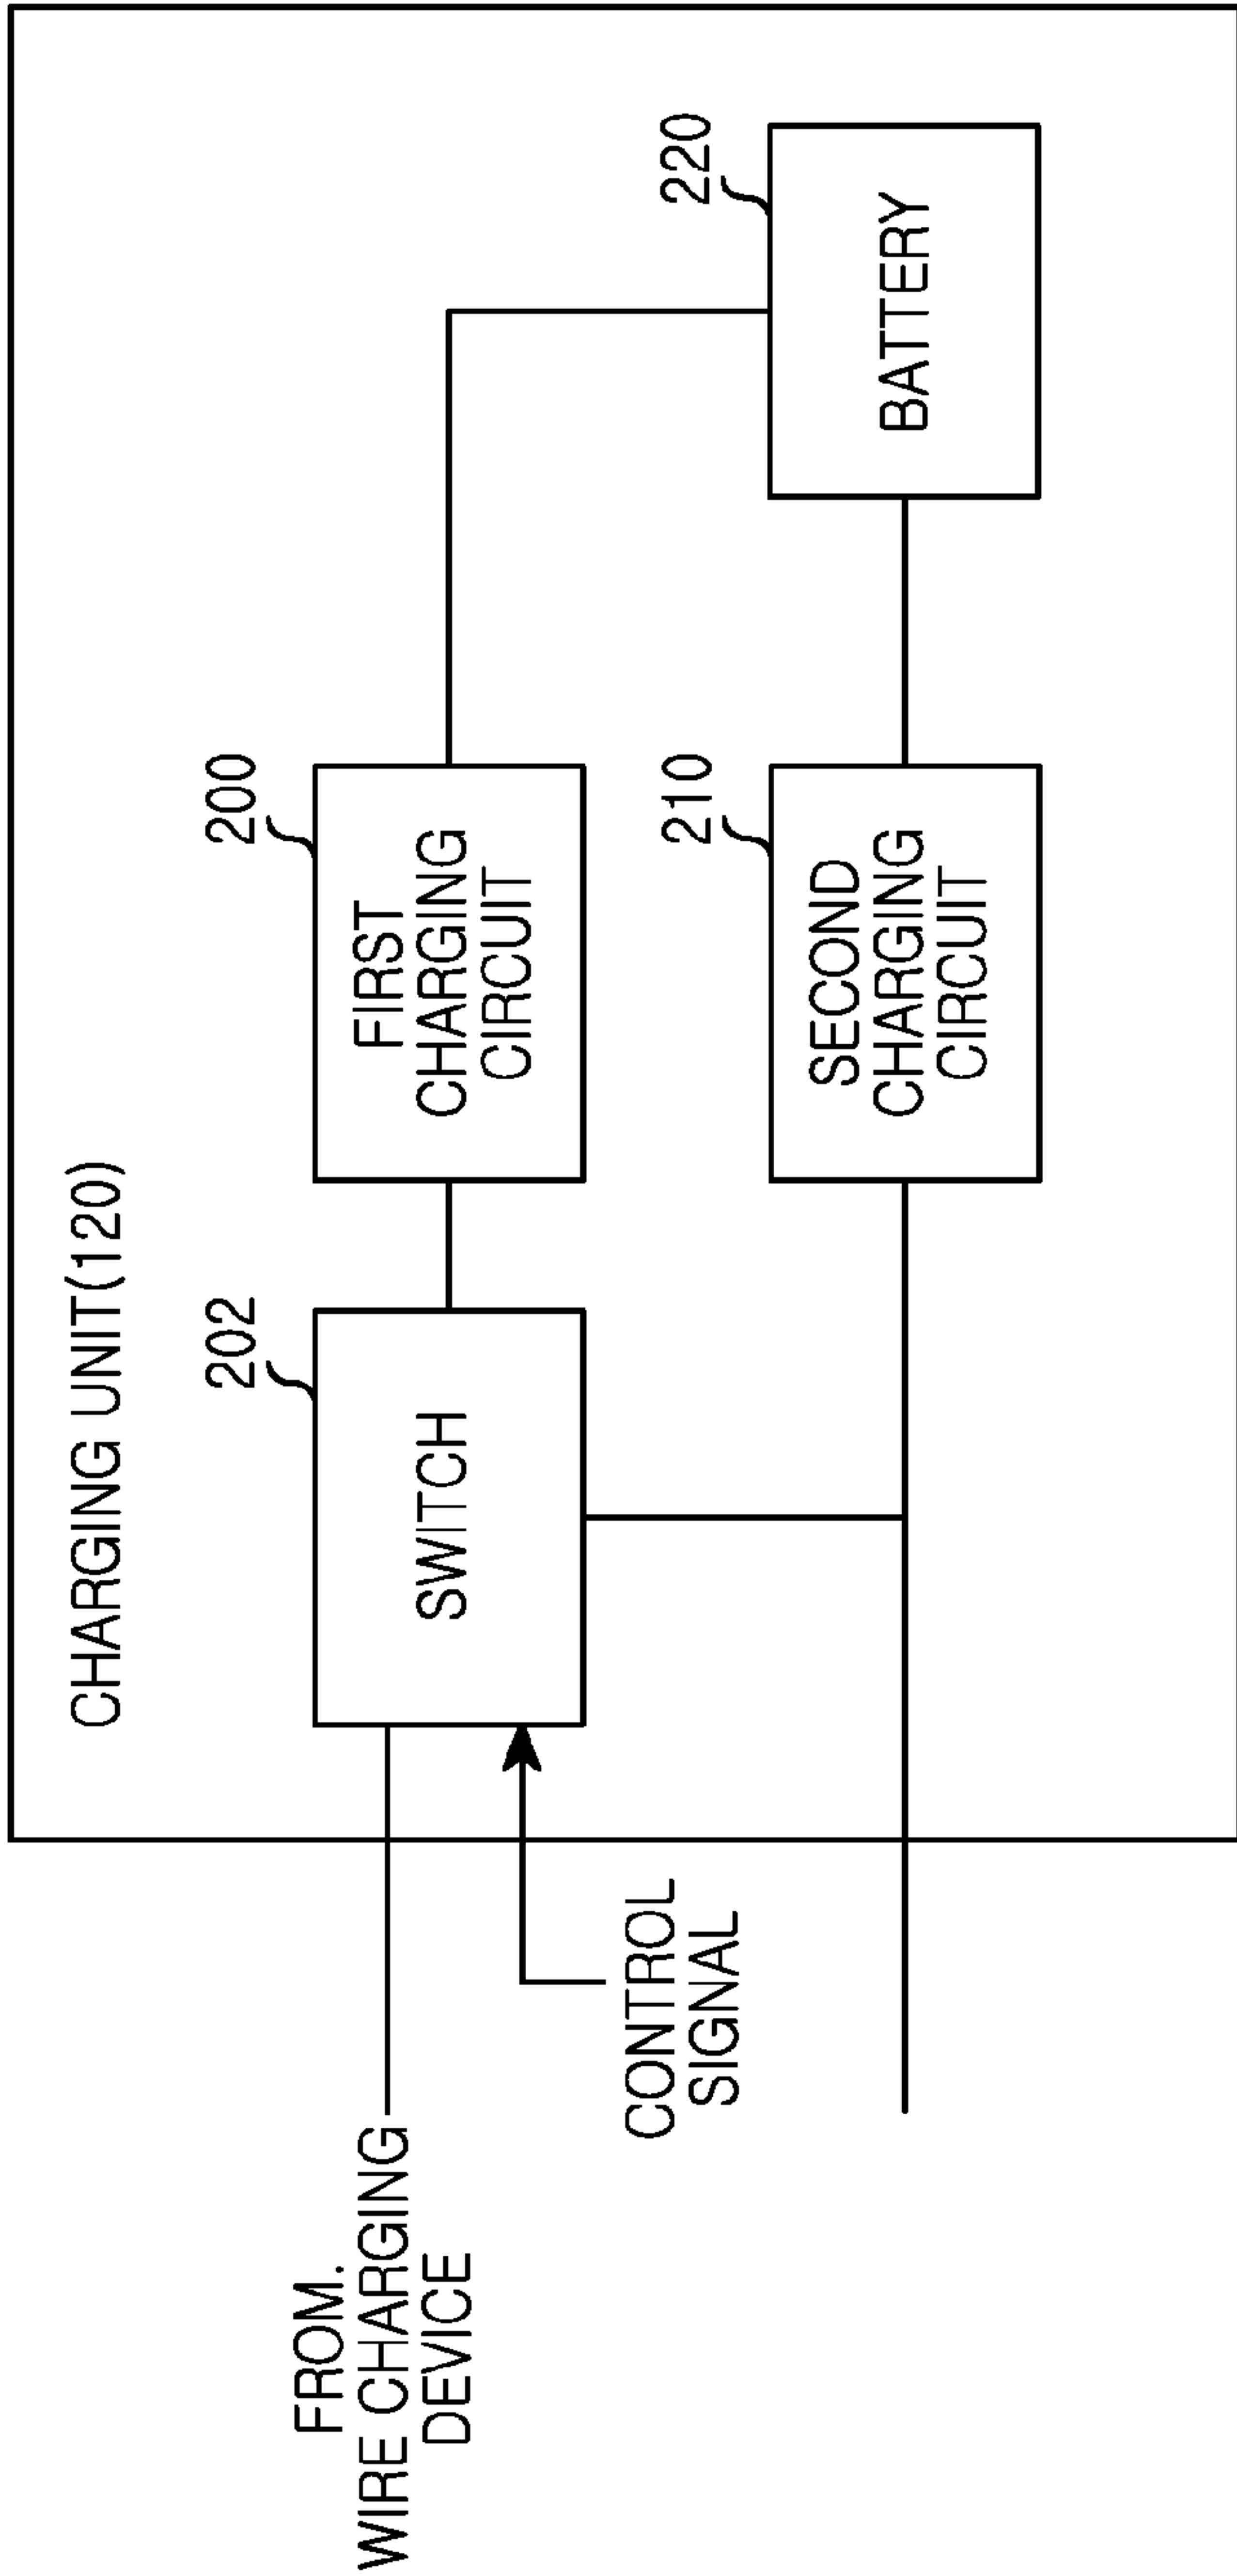 CHARGING UNIT(120)
202
200
220
210
SWITCH
FIRST
CHARGING
CIRCUIT
SECOND
CHARGING
CIRCUIT
BATTERY
FROM.
WIRE CHARGING
DEVICE
CONTROL
SIGNAL